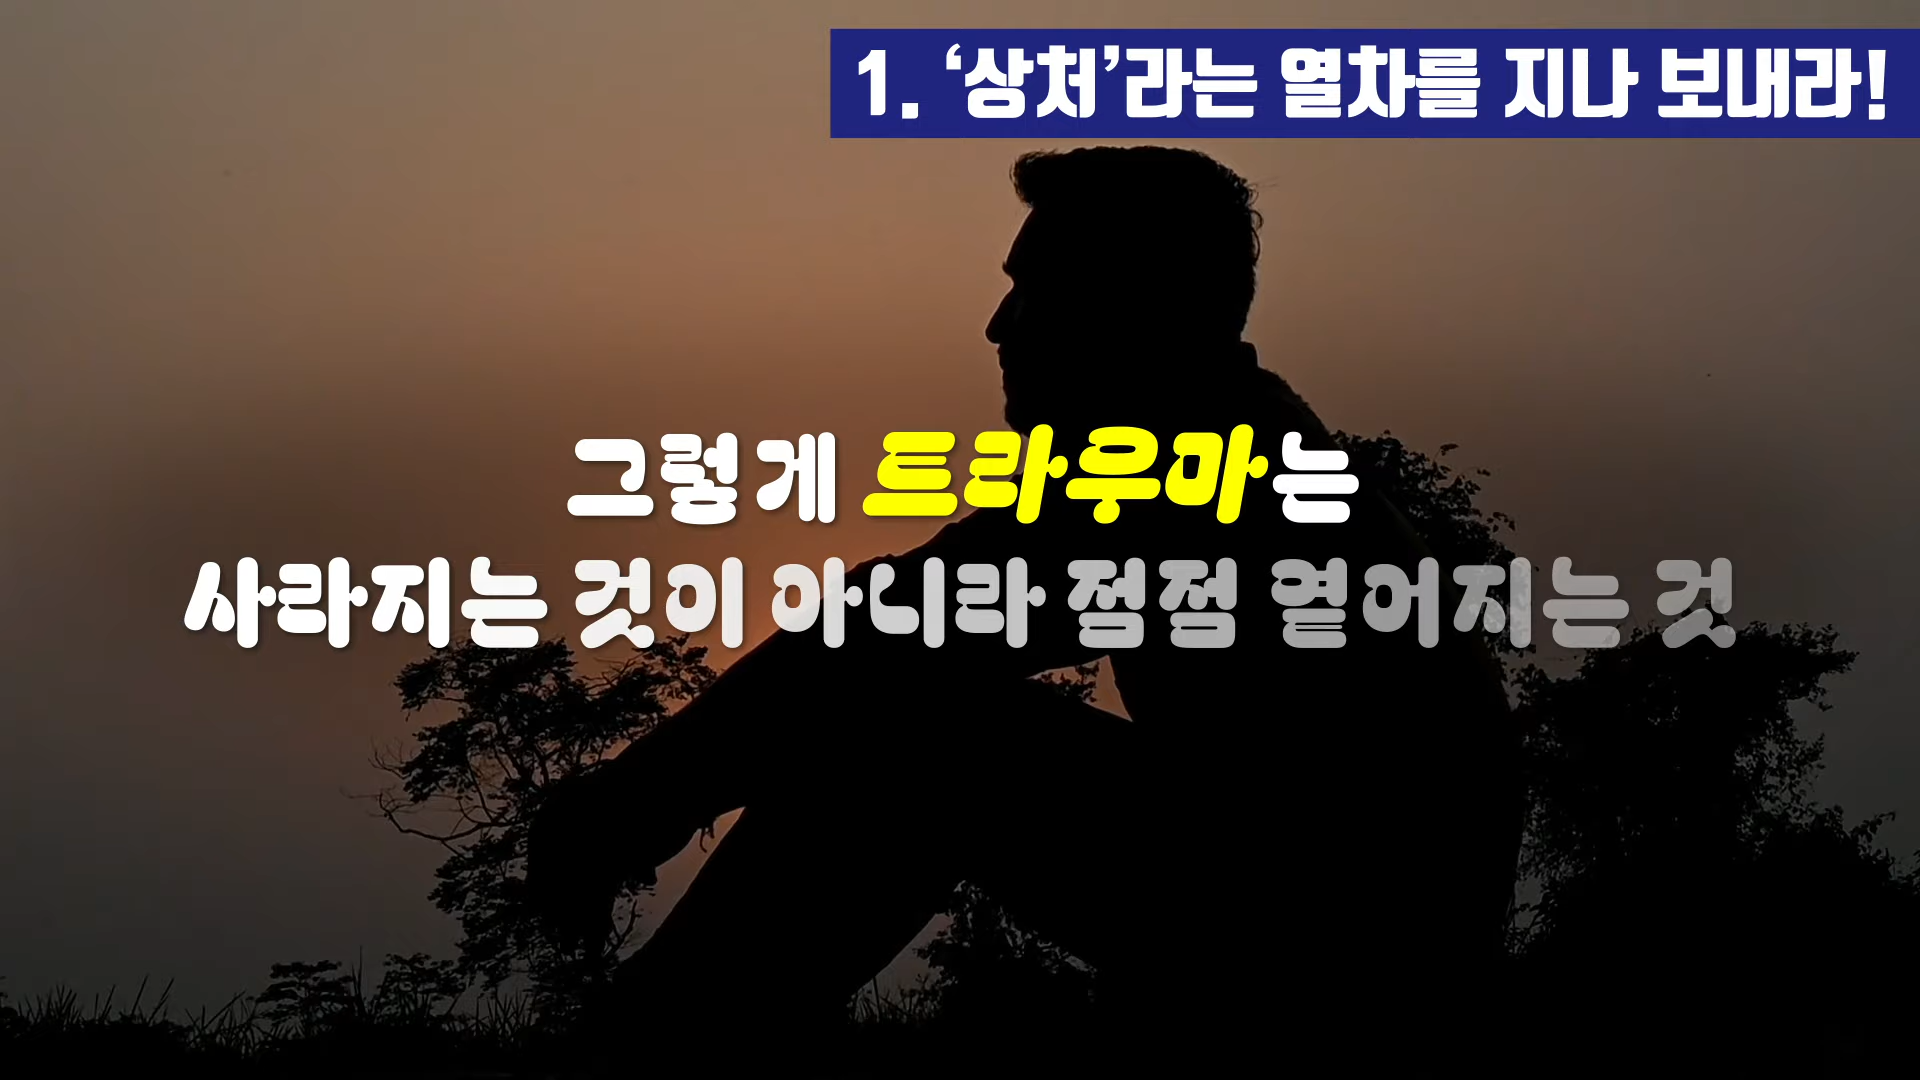 1. ‘상처’라는 열차를 지나 보내라!
그렇게 트라우마는
사라지는 것이 아니라 점점 옅어지는 것